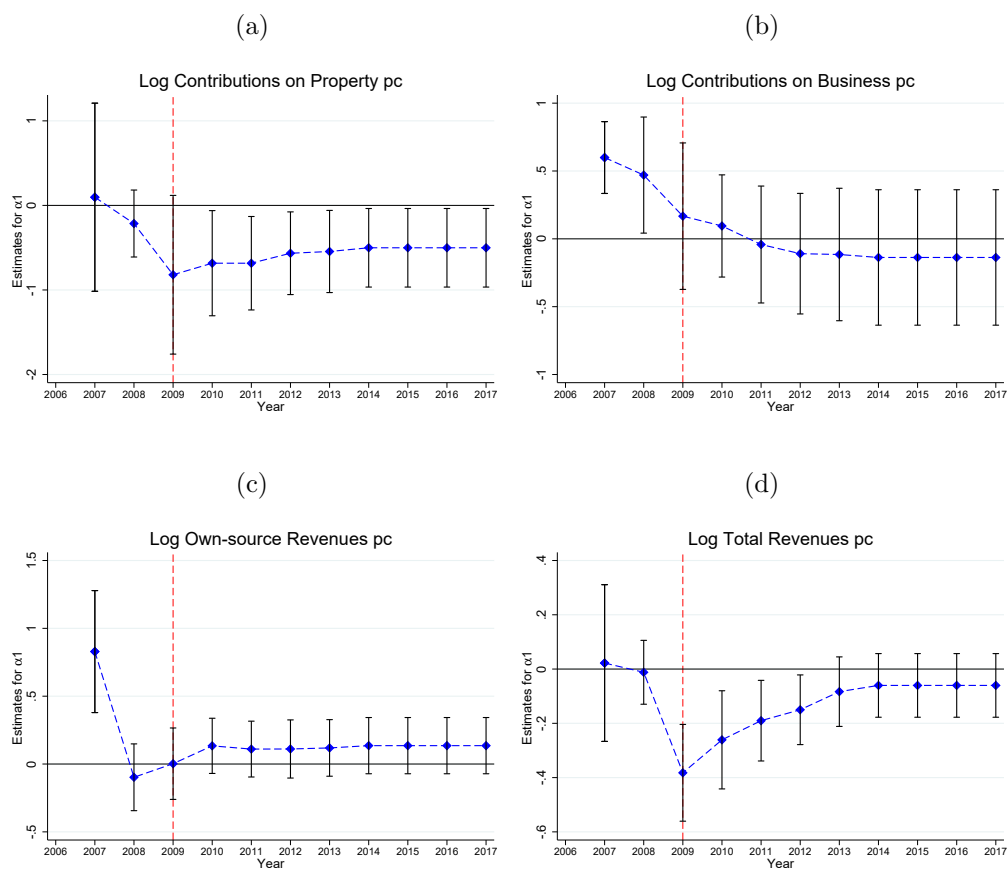 (a)
Log Contributions on Property pc
Estimates for α1
1
0
-1
-2
2006 2007 2008 2009 2010 2011 2012 2013 2014 2015 2016 2017
Year
(b)
Log Contributions on Business pc
Estimates for α1
1
.5
0
-.5
-1
2006 2007 2008 2009 2010 2011 2012 2013 2014 2015 2016 2017
Year
(c)
Log Own-source Revenues pc
Estimates for α1
1.5
1
.5
0
-.5
2006 2007 2008 2009 2010 2011 2012 2013 2014 2015 2016 2017
Year
(d)
Log Total Revenues pc
Estimates for α1
.4
.2
0
-.2
-.4
-.6
2006 2007 2008 2009 2010 2011 2012 2013 2014 2015 2016 2017
Year